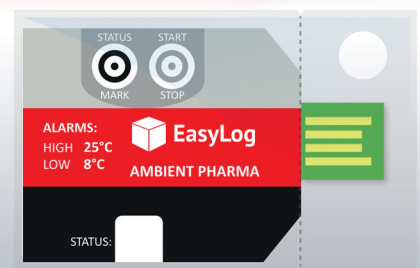 STATUS START
MARK STOP
ALARMS:
HIGH 25°C
LOW 8°C
EasyLog
AMBIENT PHARMA
STATUS: